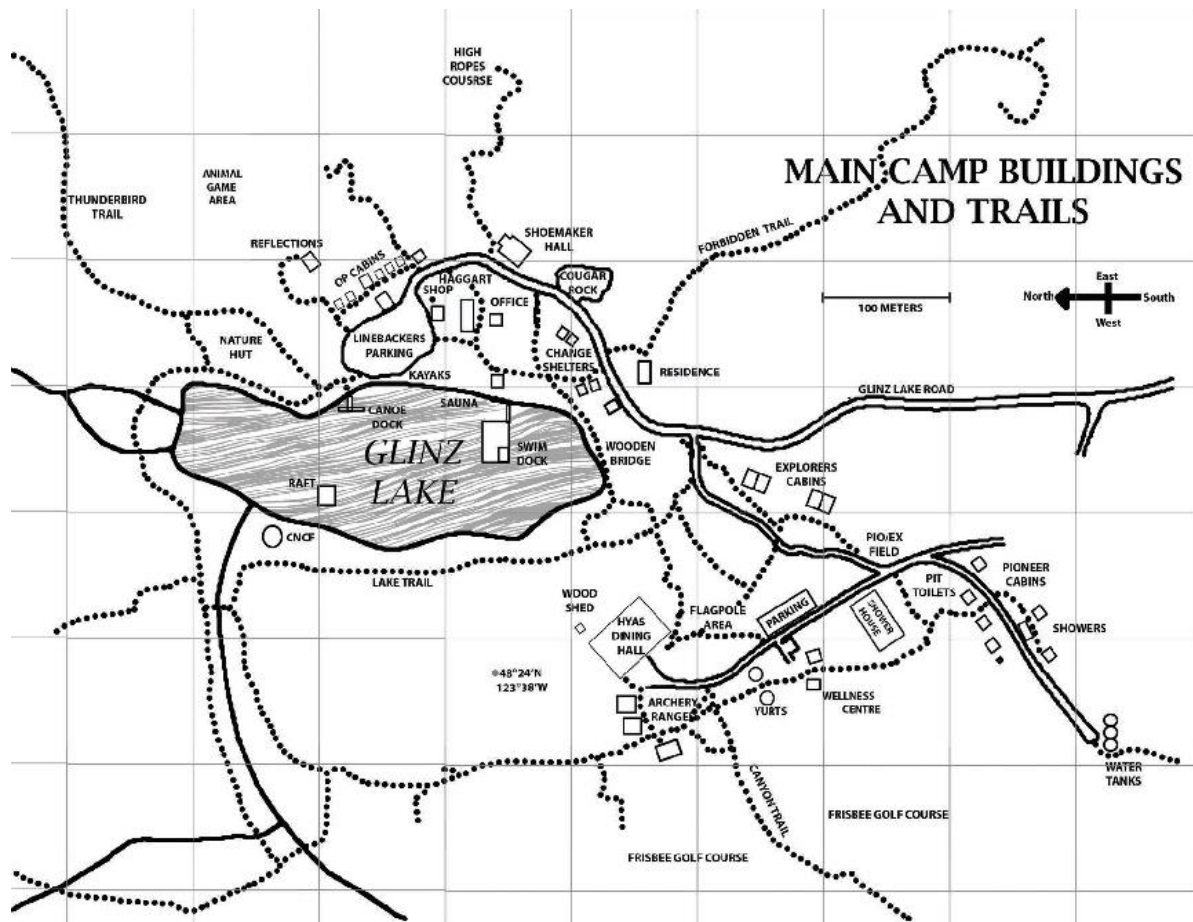 HIGH
ROPES
COUSRSE
MAIN CAMP BUILDINGS
AND TRAILS
THUNDERBIRD
TRAIL
ANIMAL
GAME
AREA
REFLECTIONS
OP CABINS
SHOEMAKER
HALL
FORBIDDEN TRAIL
COUGAR
ROCK
HAGGART
SHOP
OFFICE
100 METERS
East
North
South
West
NATURE
HUT
LINEBACKERS
PARKING
CHANGE
SHELTERS
RESIDENCE
KAYAKS
GLINZ LAKE ROAD
SAUNA
CANOE
DOCK
GLINZ
LAKE
SWIM
DOCK
WOODEN
BRIDGE
EXPLORERS
CABINS
RAFT
CNCF
PIO/EX
FIELD
LAKE TRAIL
WOOD
SHED
HYAS
DINING
HALL
FLAGPOLE
AREA
PARKING
SHOWER
HOUSE
PIT
TOILETS
PIONEER
CABINS
SHOWERS
48°24'N
123°38'W
ARCHERY
RANGE
YURTS
WELLNESS
CENTRE
WATER
TANKS
CANYON TRAIL
FRISBEE GOLF COURSE
FRISBEE GOLF COURSE